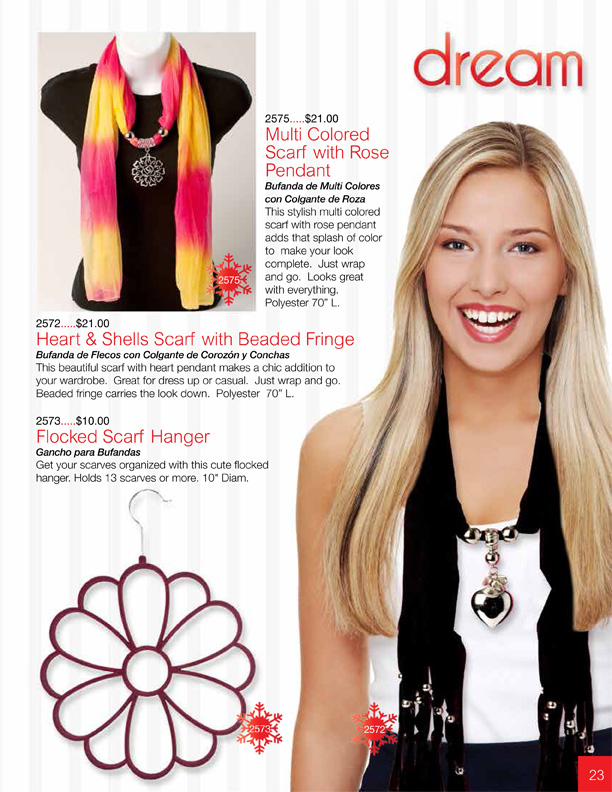 dream
2575.....$21.00
Multi Colored
Scarf with Rose
Pendant
Bufanda de Multi Colores
con Colgante de Roza
This stylish multi colored
scarf with rose pendant
adds that splash of color
to make your look
complete. Just wrap
and go. Looks great
with everything.
Polyester 70” L.
2575
2572.....$21.00
Heart & Shells Scarf with Beaded Fringe
Bufanda de Flecos con Colgante de Corozón y Conchas
This beautiful scarf with heart pendant makes a chic addition to
your wardrobe. Great for dress up or casual. Just wrap and go.
Beaded fringe carries the look down. Polyester 70” L.
2573.....$10.00
Flocked Scarf Hanger
Gancho para Bufandas
Get your scarves organized with this cute flocked
hanger. Holds 13 scarves or more. 10" Diam.
2573
2572
23